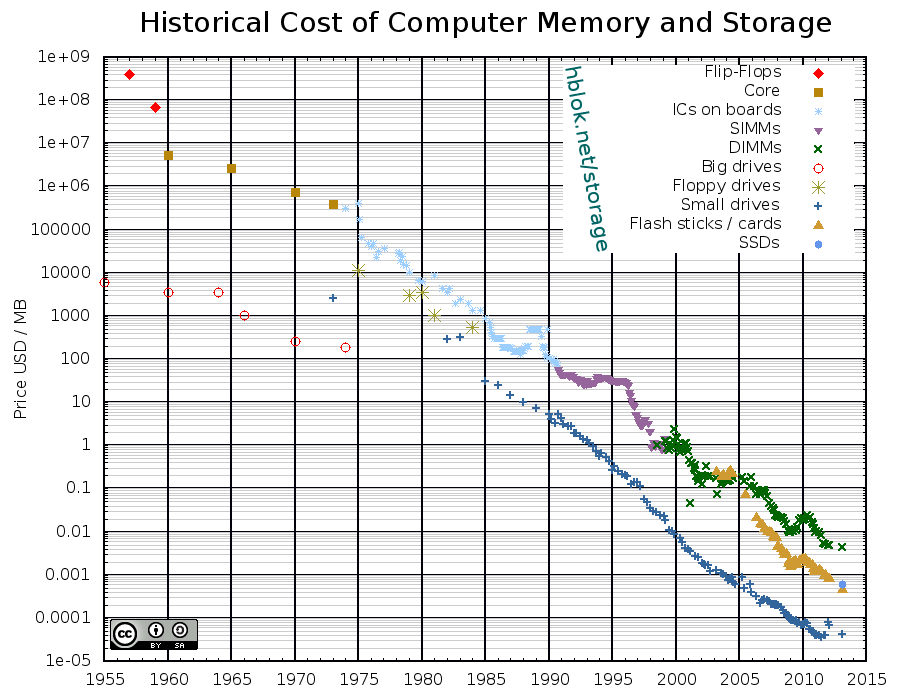 Historical Cost of Computer Memory and Storage
1e+09
1e+08
1e+07
1e+06
100000
10000
1000
100
10
1
0.1
0.01
0.001
0.0001
1e-05
Price USD / MB
hblok.net/storage
Flip-Flops
Core
ICs on boards
SIMMs
DIMMs
Big drives
Floppy drives
Small drives
Flash sticks / cards
SSDs
cc
BY SA
1955 1960 1965 1970 1975 1980 1985 1990 1995 2000 2005 2010 2015